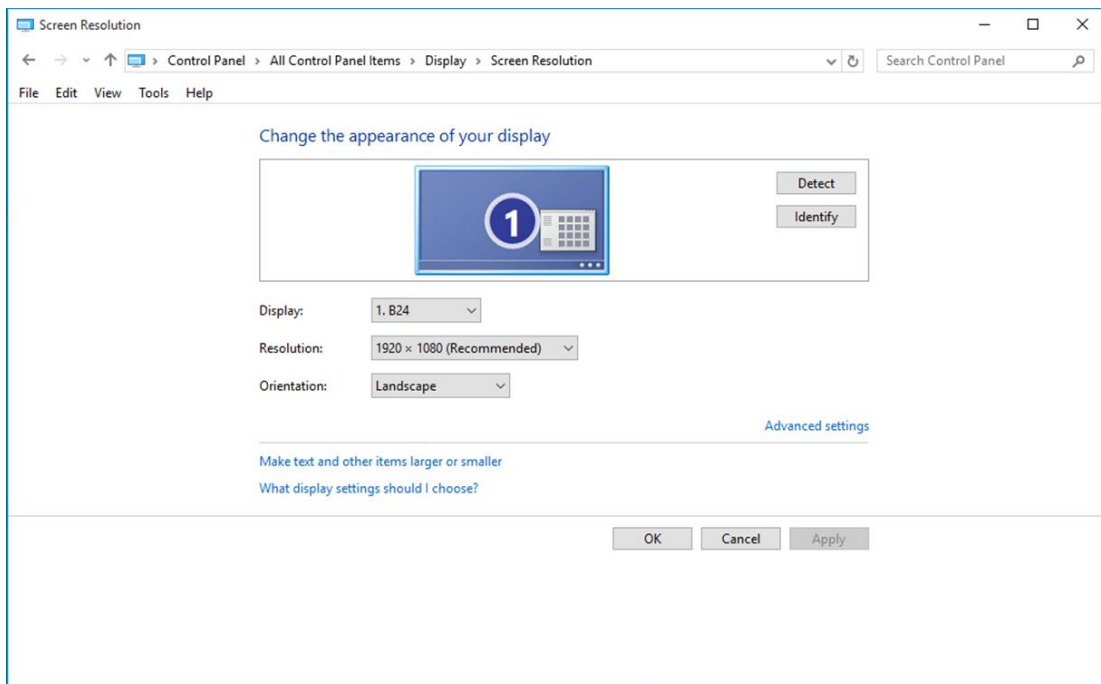 Screen Resolution
Control Panel > All Control Panel Items > Display > Screen Resolution
Search Control Panel
File Edit View Tools Help
Change the appearance of your display
1
Detect
Identify
Display: 1. B24
Resolution: 1920 × 1080 (Recommended)
Orientation: Landscape
Advanced settings
Make text and other items larger or smaller
What display settings should I choose?
OK Cancel Apply